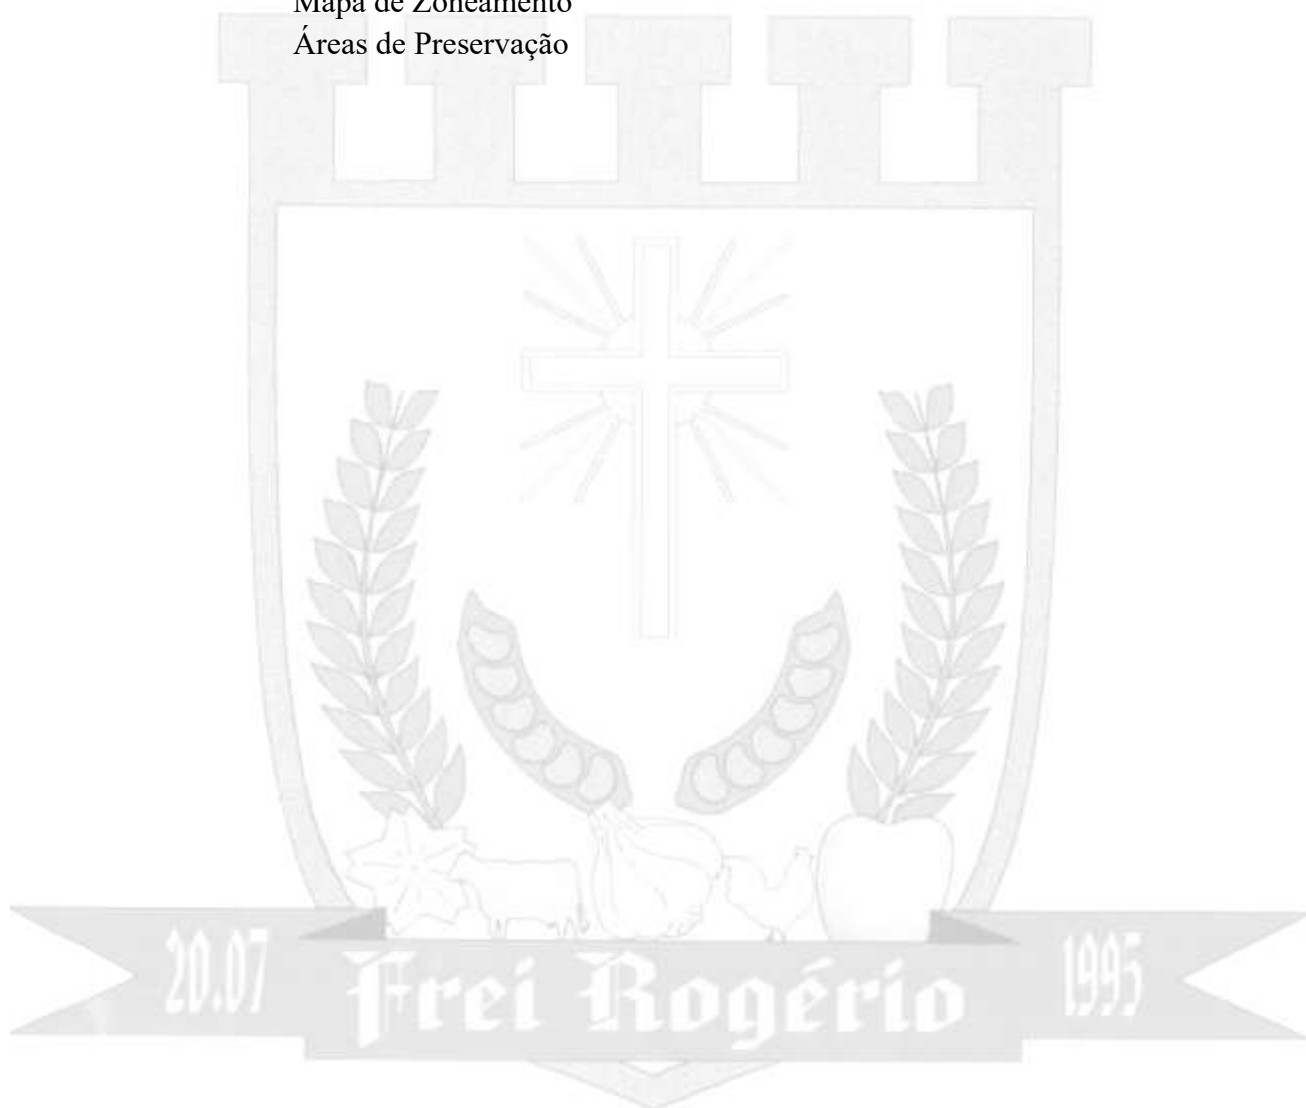 Mapa de Zoneamento
Áreas de Preservação
20.07
Frei Rogério
1995